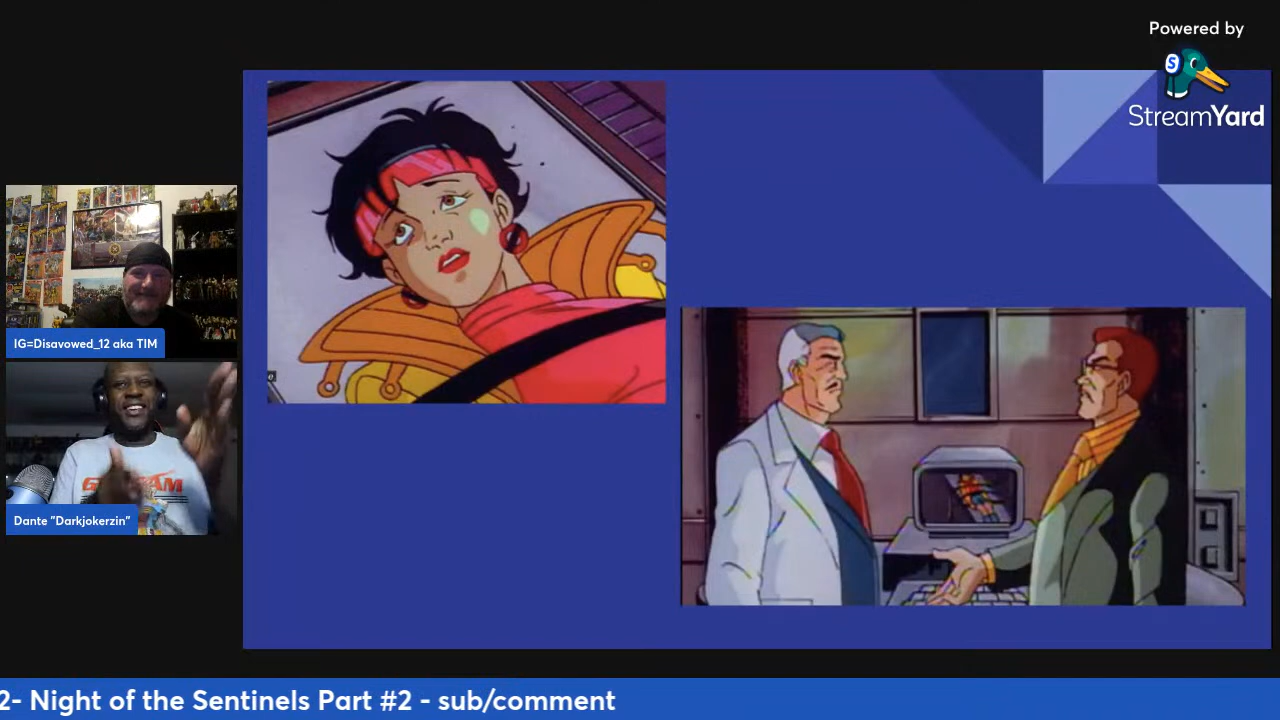 Powered by
StreamYard
IG=Disavowed_12 aka TIM
Dante "Darkjokerzin"
2- Night of the Sentinels Part #2 - sub/comment